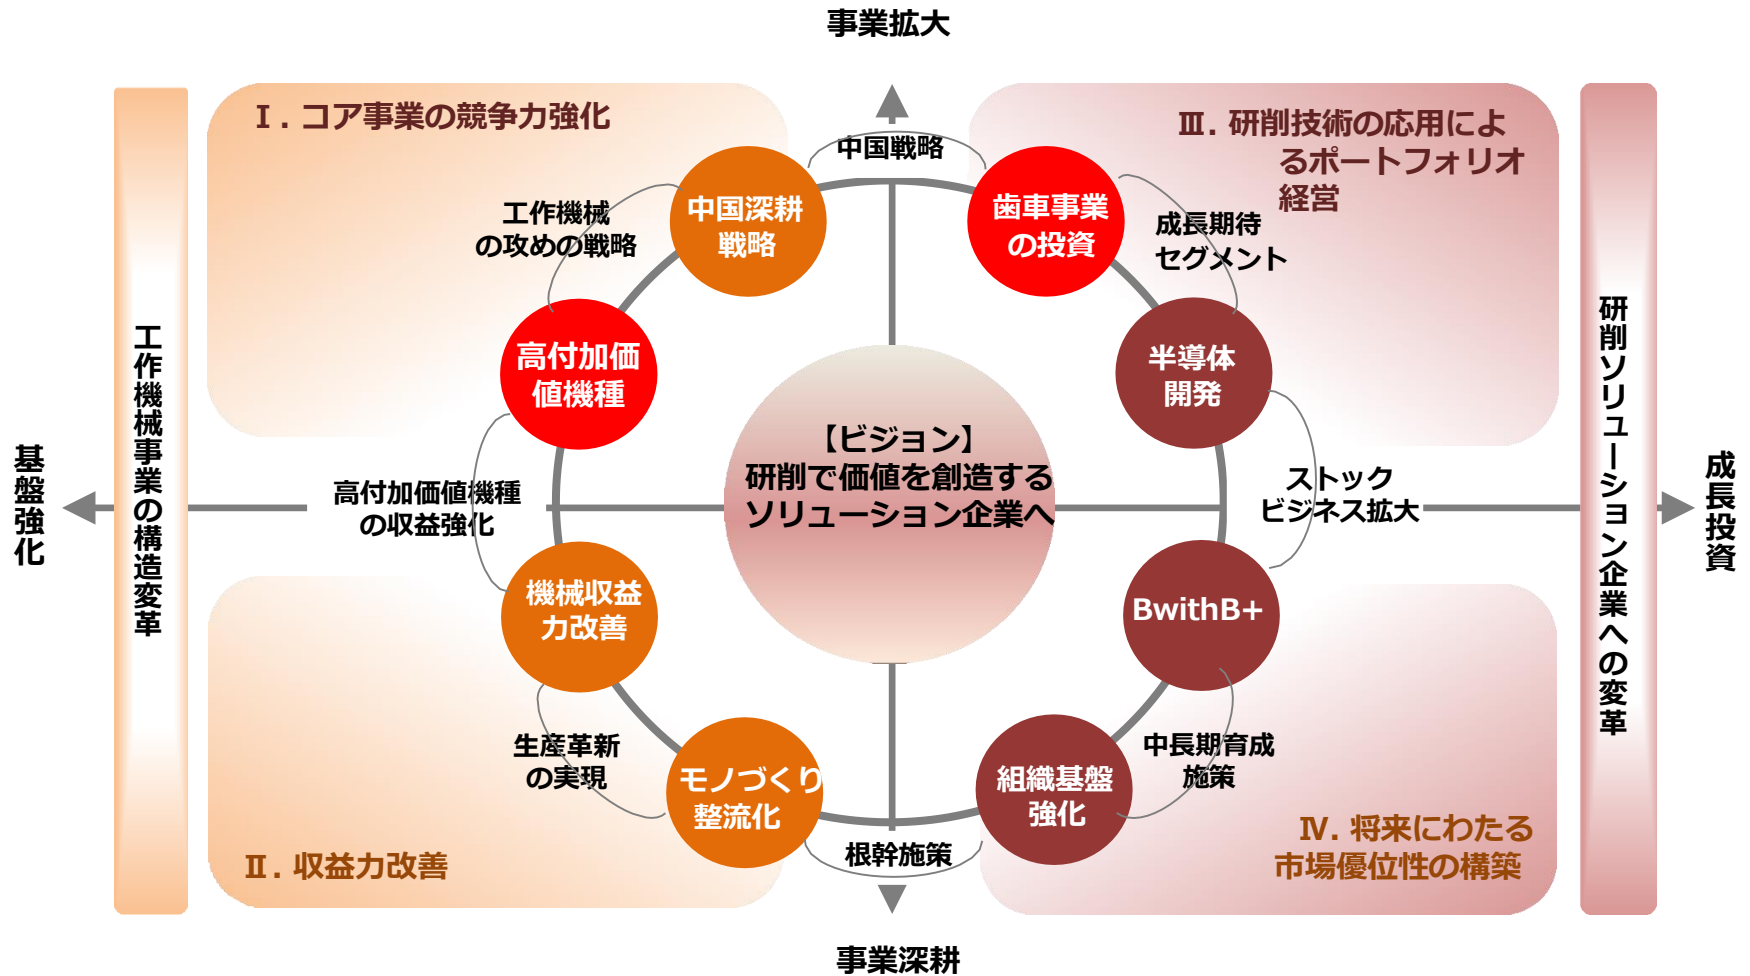 事業拡大
Ⅰ. コア事業の競争力強化
Ⅲ. 研削技術の応用によ
るポートフォリオ
経営
中国戦略
工作機械
の攻めの戦略
中国深耕
戦略
歯車事業
の投資
成長期待
セグメント
高付加価
値機種
半導体
開発
工作機械事業の構造変革
研削ソリューション企業への変革
基盤強化
成長投資
【ビジョン】
研削で価値を創造する
ソリューション企業へ
高付加価値機種
の収益強化
ストック
ビジネス拡大
機械収益
力改善
BwithB+
生産革新
の実現
中長期育成
施策
モノづくり
整流化
組織基盤
強化
根幹施策
Ⅱ. 収益力改善
Ⅳ. 将来にわたる
市場優位性の構築
事業深耕